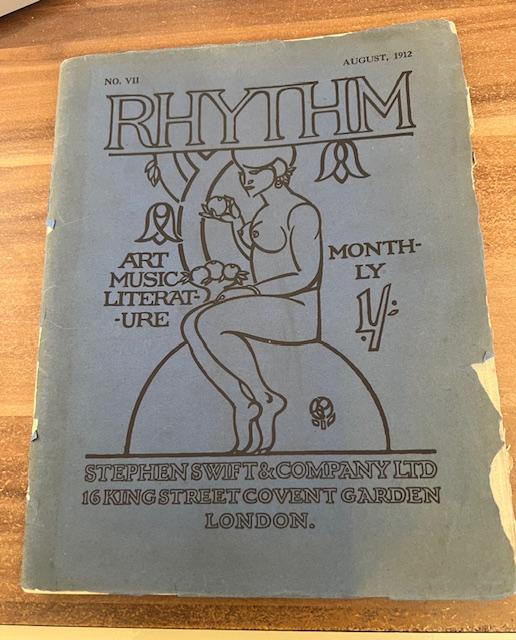 NO. VII
AUGUST, 1912
RHYTHM
ART
MUSIC
LITERAT-
-URE
MONTH-
LY
1/-
STEPHEN SWIFT & COMPANY LTD
16 KING STREET COVENT GARDEN
LONDON.